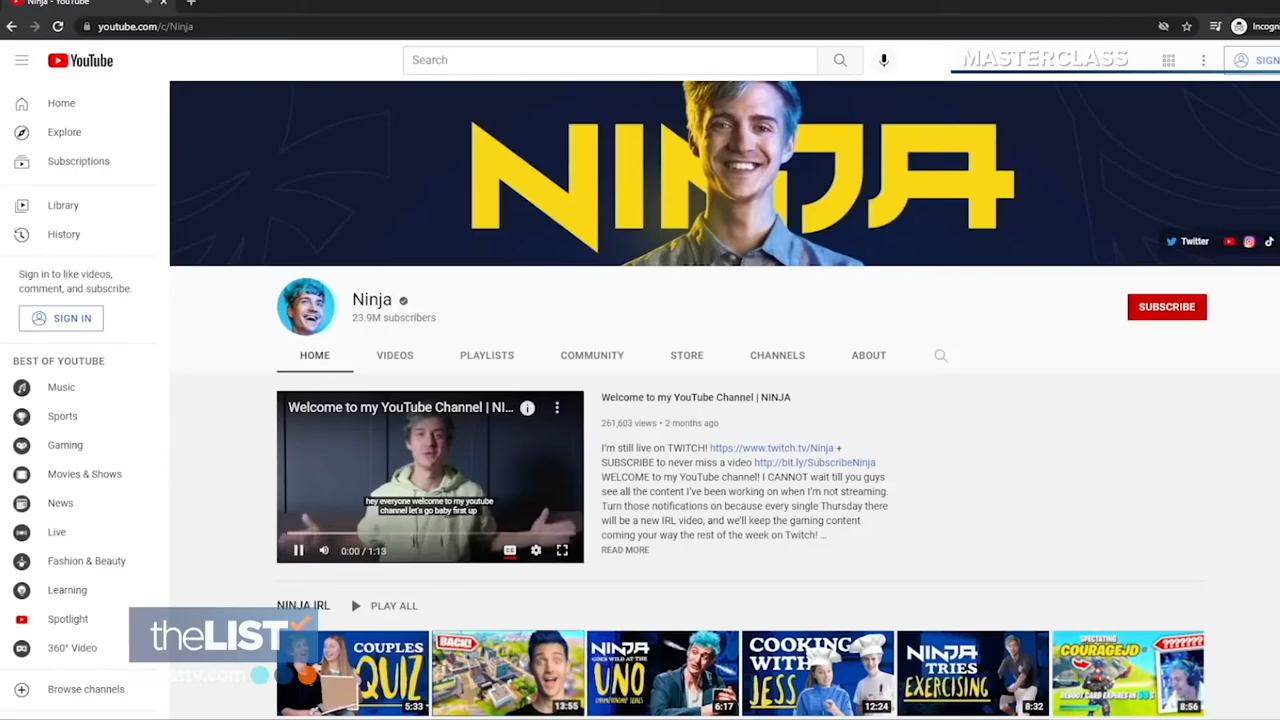 Ninja - YouTube
youtube.com/c/Ninja
Incogn
YouTube
Search
MASTERCLASS
SIGN
Home
Explore
Subscriptions
Library
History
Sign in to like videos,
comment, and subscribe.
SIGN IN
BEST OF YOUTUBE
Music
Sports
Gaming
Movies & Shows
News
Live
Fashion & Beauty
Learning
Spotlight
360° Video
Browse channels
NINJA
Twitter
Ninja
23.9M subscribers
SUBSCRIBE
HOME
VIDEOS
PLAYLISTS
COMMUNITY
STORE
CHANNELS
ABOUT
Welcome to my YouTube Channel | NI...
hey everyone welcome to my youtube
channel let's go baby first up
0:00 / 1:13
Welcome to my YouTube Channel | NINJA
261,603 views • 2 months ago
I'm still live on TWITCH! https://www.twitch.tv/Ninja +
SUBSCRIBE to never miss a video http://bit.ly/SubscribeNinja
WELCOME to my YouTube channel! I CANNOT wait till you guys
see all the content I've been working on when I'm not streaming.
Turn those notifications on because every single Thursday there
will be a new IRL video, and we'll keep the gaming content
coming your way the rest of the week on Twitch! ...
READ MORE
NINJA IRL
PLAY ALL
COUPLES
QUIZ
5:33
BACK!
13:55
NINJA
GOES WILD AT THE
UNO
CHAMPIONSHIP SERIES
6:17
COOKING
WITH
JESS
12:24
NINJA
TRIES
EXERCISING
8:32
SPECTATING
COURAGEJD
REBOOT CARD EXPIRES IN
???????
8:56
theLIST
ttv.com